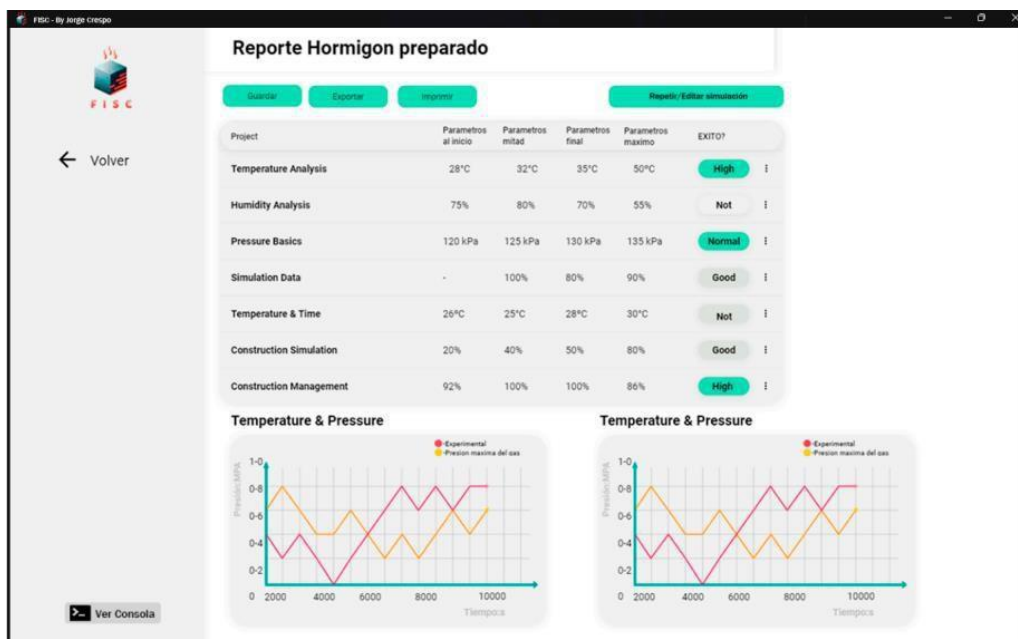 FISC - By Jorge Crespo
FISC
Volver
Reporte Hormigon preparado
Guardar Exportar Imprimir Repetir/Editar simulación
Project Parametros al inicio Parametros mitad Parametros final Parametros maximo EXITO?
Temperature Analysis 28°C 32°C 35°C 50°C High
Humidity Analysis 75% 80% 70% 55% Not
Pressure Basics 120 kPa 125 kPa 130 kPa 135 kPa Normal
Simulation Data - 100% 80% 90% Good
Temperature & Time 26°C 25°C 28°C 30°C Not
Construction Simulation 20% 40% 50% 80% Good
Construction Management 92% 100% 100% 86% High
Temperature & Pressure
Experimental
Presion maxima del gas
Presión:MPA
1-0
0-8
0-6
0-4
0-2
0 2000 4000 6000 8000 10000
Tiempo:s
Temperature & Pressure
Experimental
Presion maxima del gas
Presión:MPA
1-0
0-8
0-6
0-4
0-2
0 2000 4000 6000 8000 10000
Tiempo:s
Ver Consola